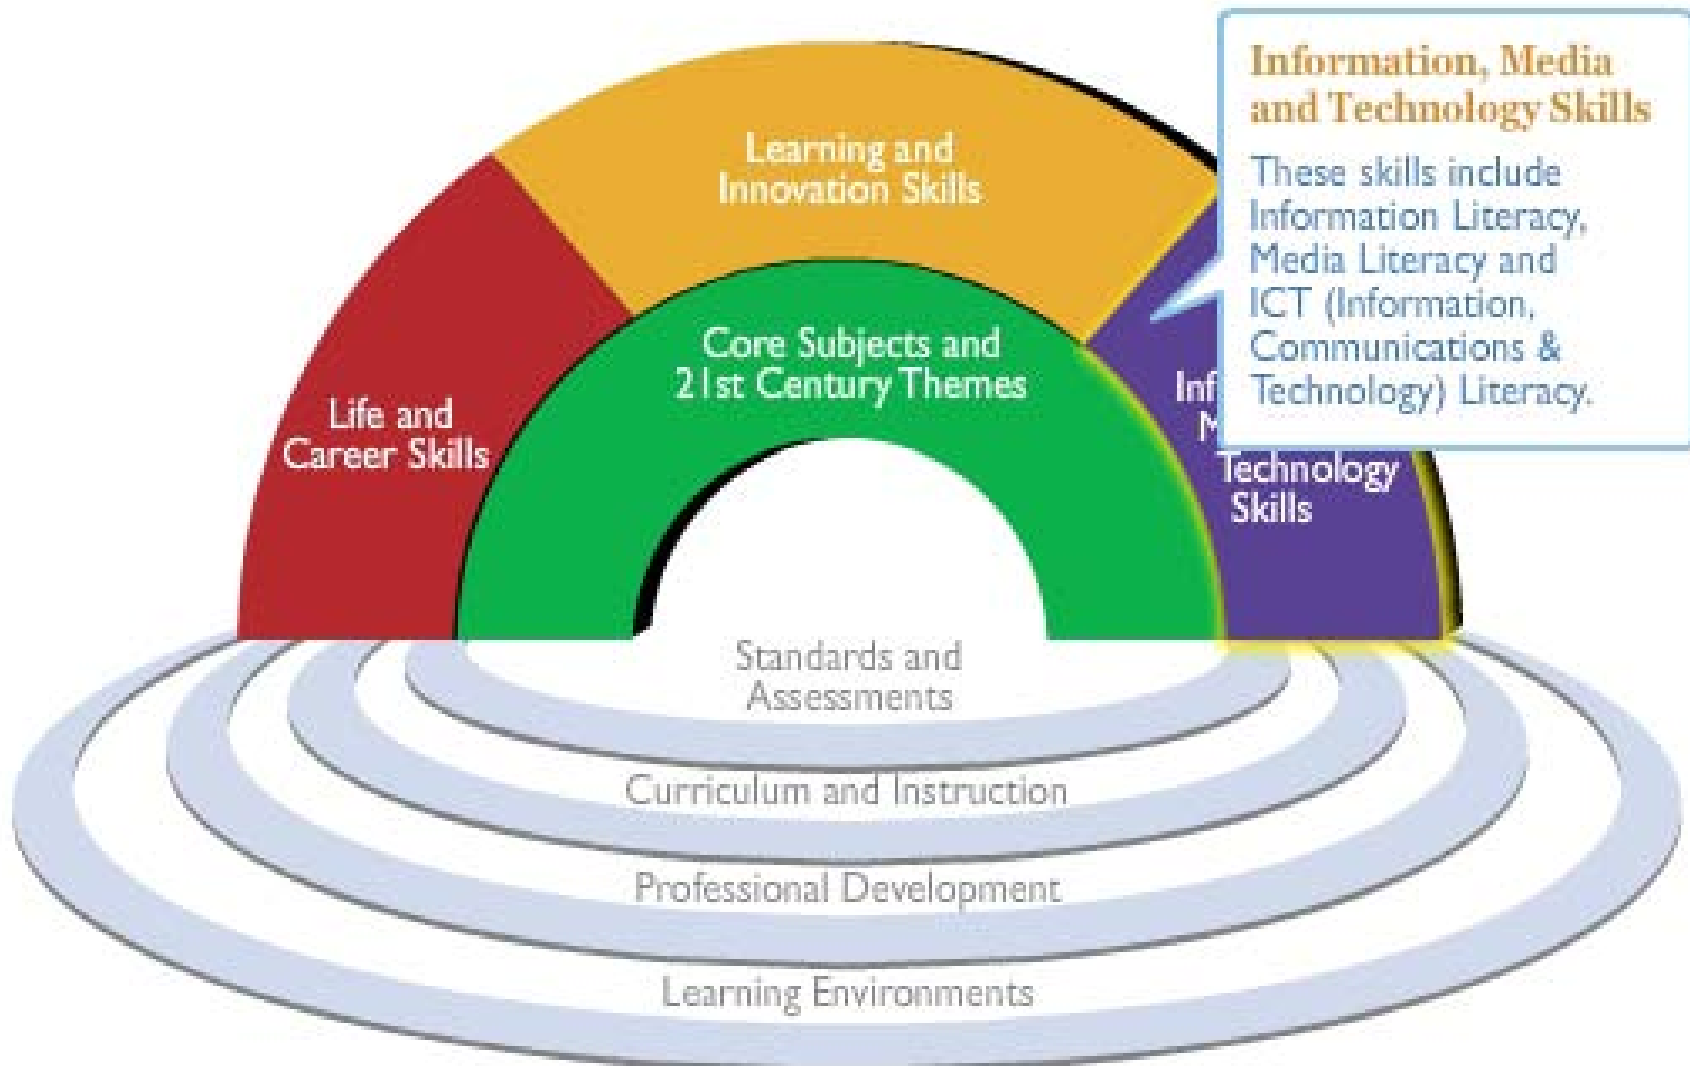 Information, Media
and Technology Skills
These skills include
Information Literacy,
Media Literacy and
ICT (Information,
Communications &
Technology) Literacy.
Learning and
Innovation Skills
Core Subjects and
21st Century Themes
Life and
Career Skills
Technology
Skills
Standards and
Assessments
Curriculum and Instruction
Professional Development
Learning Environments